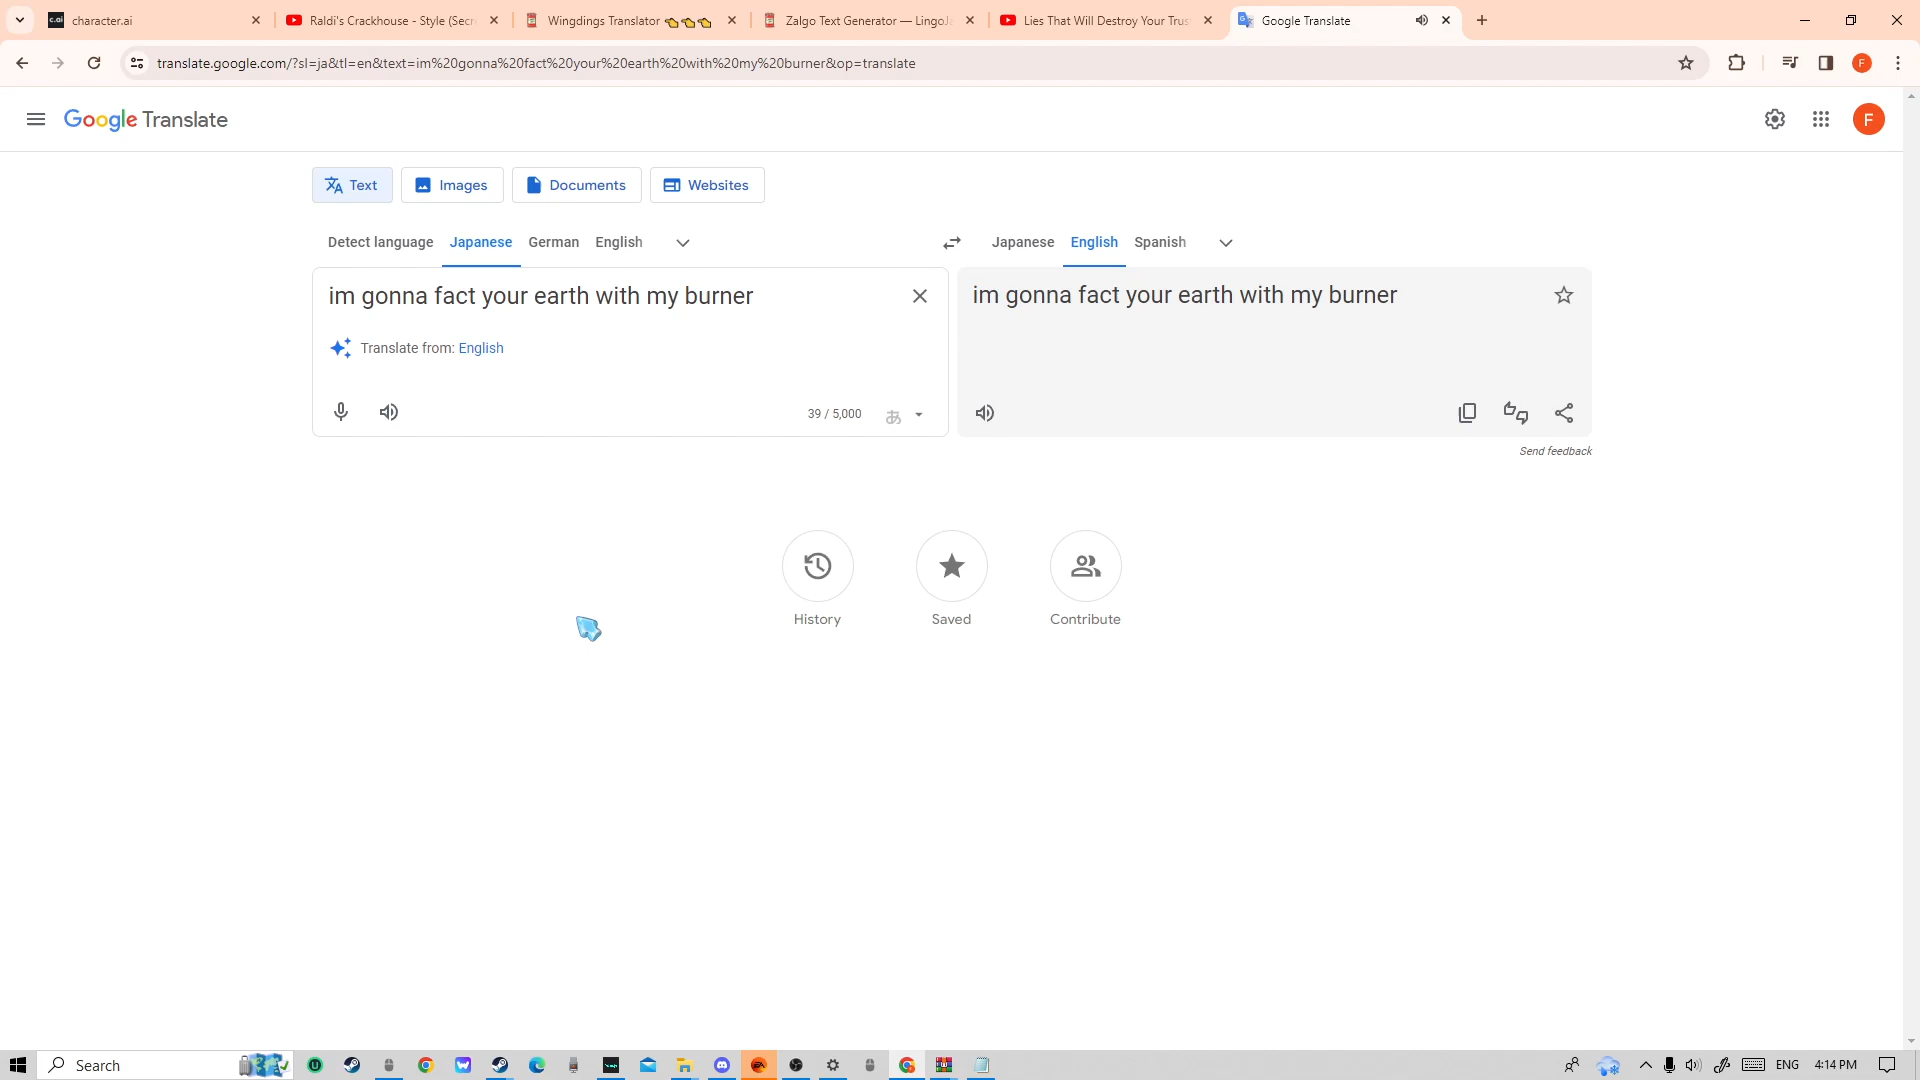 character.ai
Raldi's Crackhouse - Style (Secr
Wingdings Translator 👈👈👈
Zalgo Text Generator — LingoJa
Lies That Will Destroy Your Trus
Google Translate
translate.google.com/?sl=ja&tl=en&text=im%20gonna%20fact%20your%20earth%20with%20my%20burner&op=translate
F
Google Translate
F
Text
Images
Documents
Websites
Detect language
Japanese
German
English
Japanese
English
Spanish
im gonna fact your earth with my burner
im gonna fact your earth with my burner
Translate from: English
39 / 5,000
あ
Send feedback
History
Saved
Contribute
Search
ENG
4:14 PM